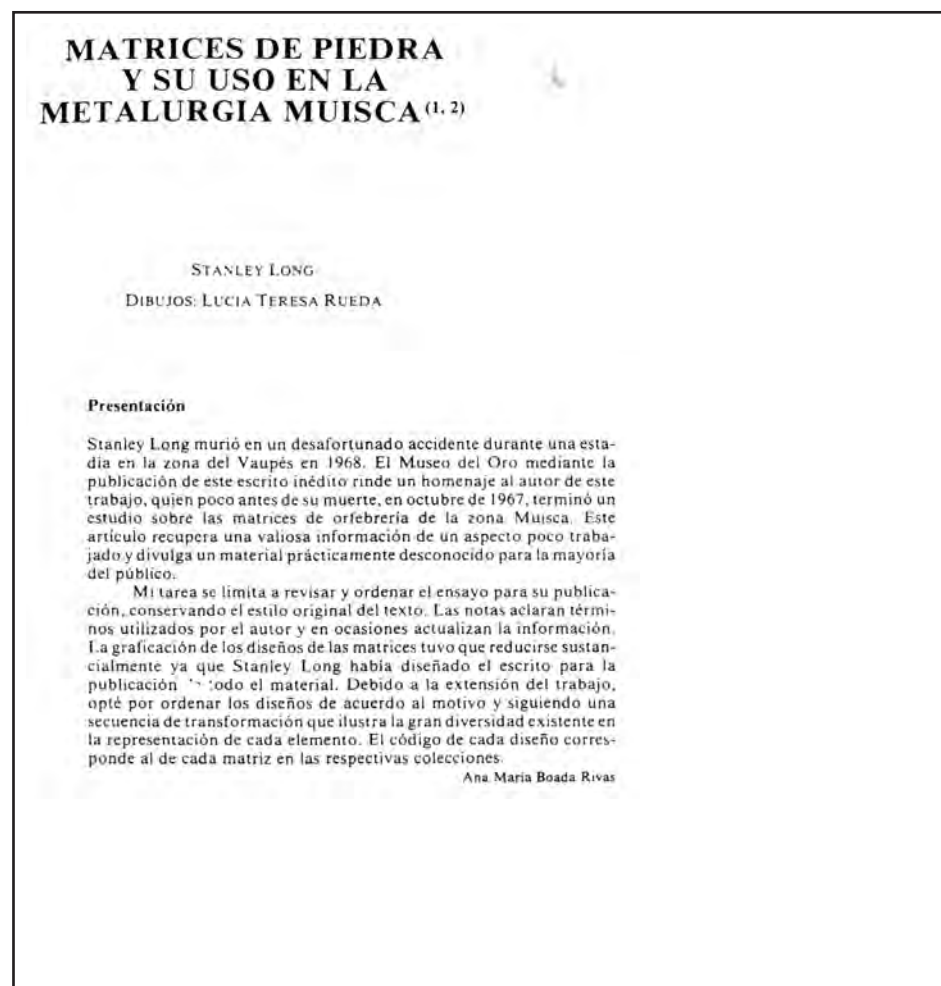 MATRICES DE PIEDRA
Y SU USO EN LA
METALURGIA MUISCA (1, 2)
STANLEY LONG
DIBUJOS: LUCIA TERESA RUEDA
Presentación
Stanley Long murió en un desafortunado accidente durante una esta-
día en la zona del Vaupés en 1968. El Museo del Oro mediante la
publicación de este escrito inédito rinde un homenaje al autor de este
trabajo, quien poco antes de su muerte, en octubre de 1967, terminó un
estudio sobre las matrices de orfebrería de la zona Muisca. Este
artículo recupera una valiosa información de un aspecto poco traba-
jado y divulga un material prácticamente desconocido para la mayoría
del público.
Mi tarea se limita a revisar y ordenar el ensayo para su publica-
ción, conservando el estilo original del texto. Las notas aclaran térmi-
nos utilizados por el autor y en ocasiones actualizan la información.
La graficación de los diseños de las matrices tuvo que reducirse sustan-
cialmente ya que Stanley Long había diseñado el escrito para la
publicación todo el material. Debido a la extensión del trabajo,
opté por ordenar los diseños de acuerdo al motivo y siguiendo una
secuencia de transformación que ilustra la gran diversidad existente en
la representación de cada elemento. El código de cada diseño corres-
ponde al de cada matriz en las respectivas colecciones.
Ana María Boada Rivas